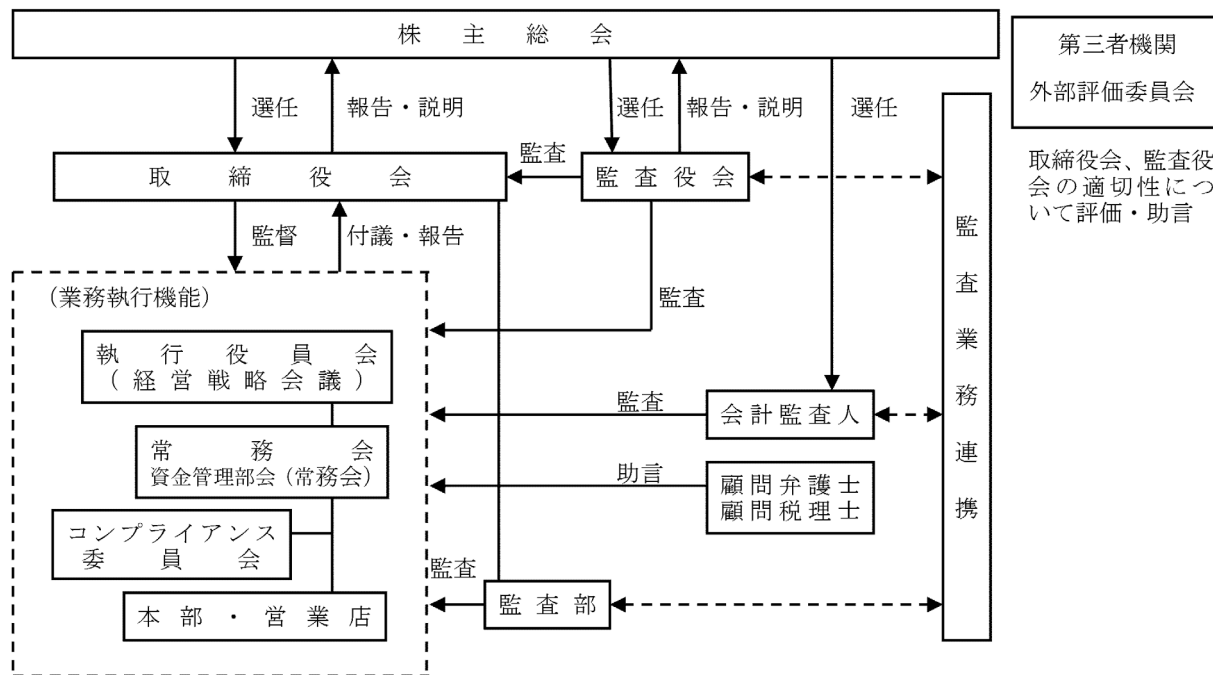 株主総会
第三者機関
外部評価委員会
選任
報告・説明
選任
報告・説明
選任
取締役会
監査
監査役会
取締役会、監査役
会の適切性につ
いて評価・助言
監督
付議・報告
監査業務連携
(業務執行機能)
監査
執行役員会
(経営戦略会議)
監査
会計監査人
常務会
資金管理部会(常務会)
助言
顧問弁護士
顧問税理士
コンプライアンス
委員会
監査
監査部
本部・営業店